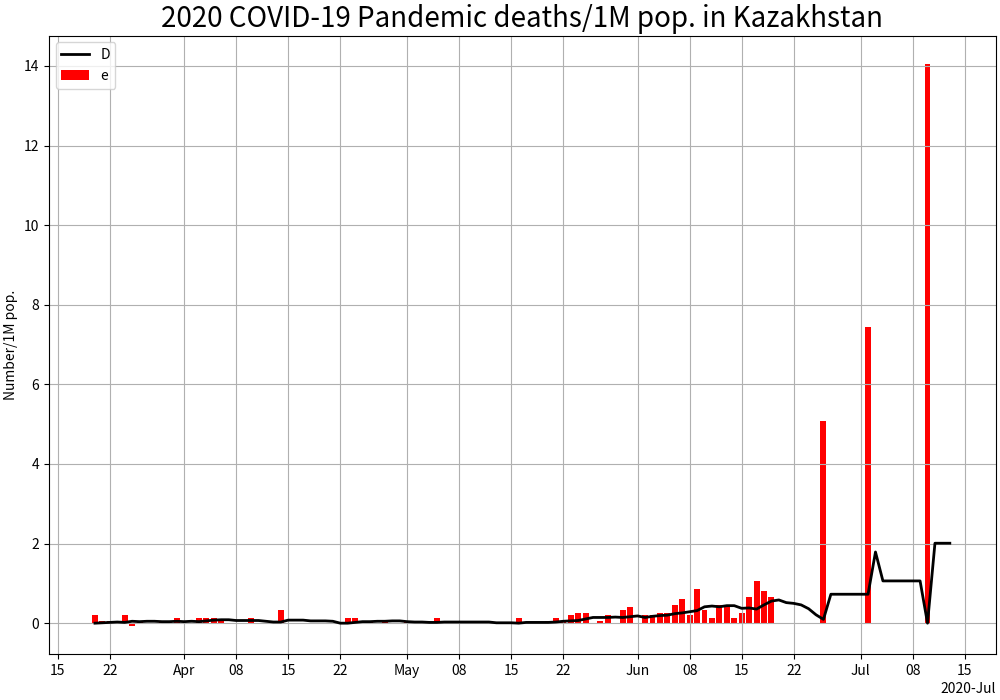 2020 COVID-19 Pandemic deaths/1M pop. in Kazakhstan
D
e
Number/1M pop.
14
12
10
8
6
4
2
0
15 22 Apr 08 15 22 May 08 15 22 Jun 08 15 22 Jul 08 15
2020-Jul